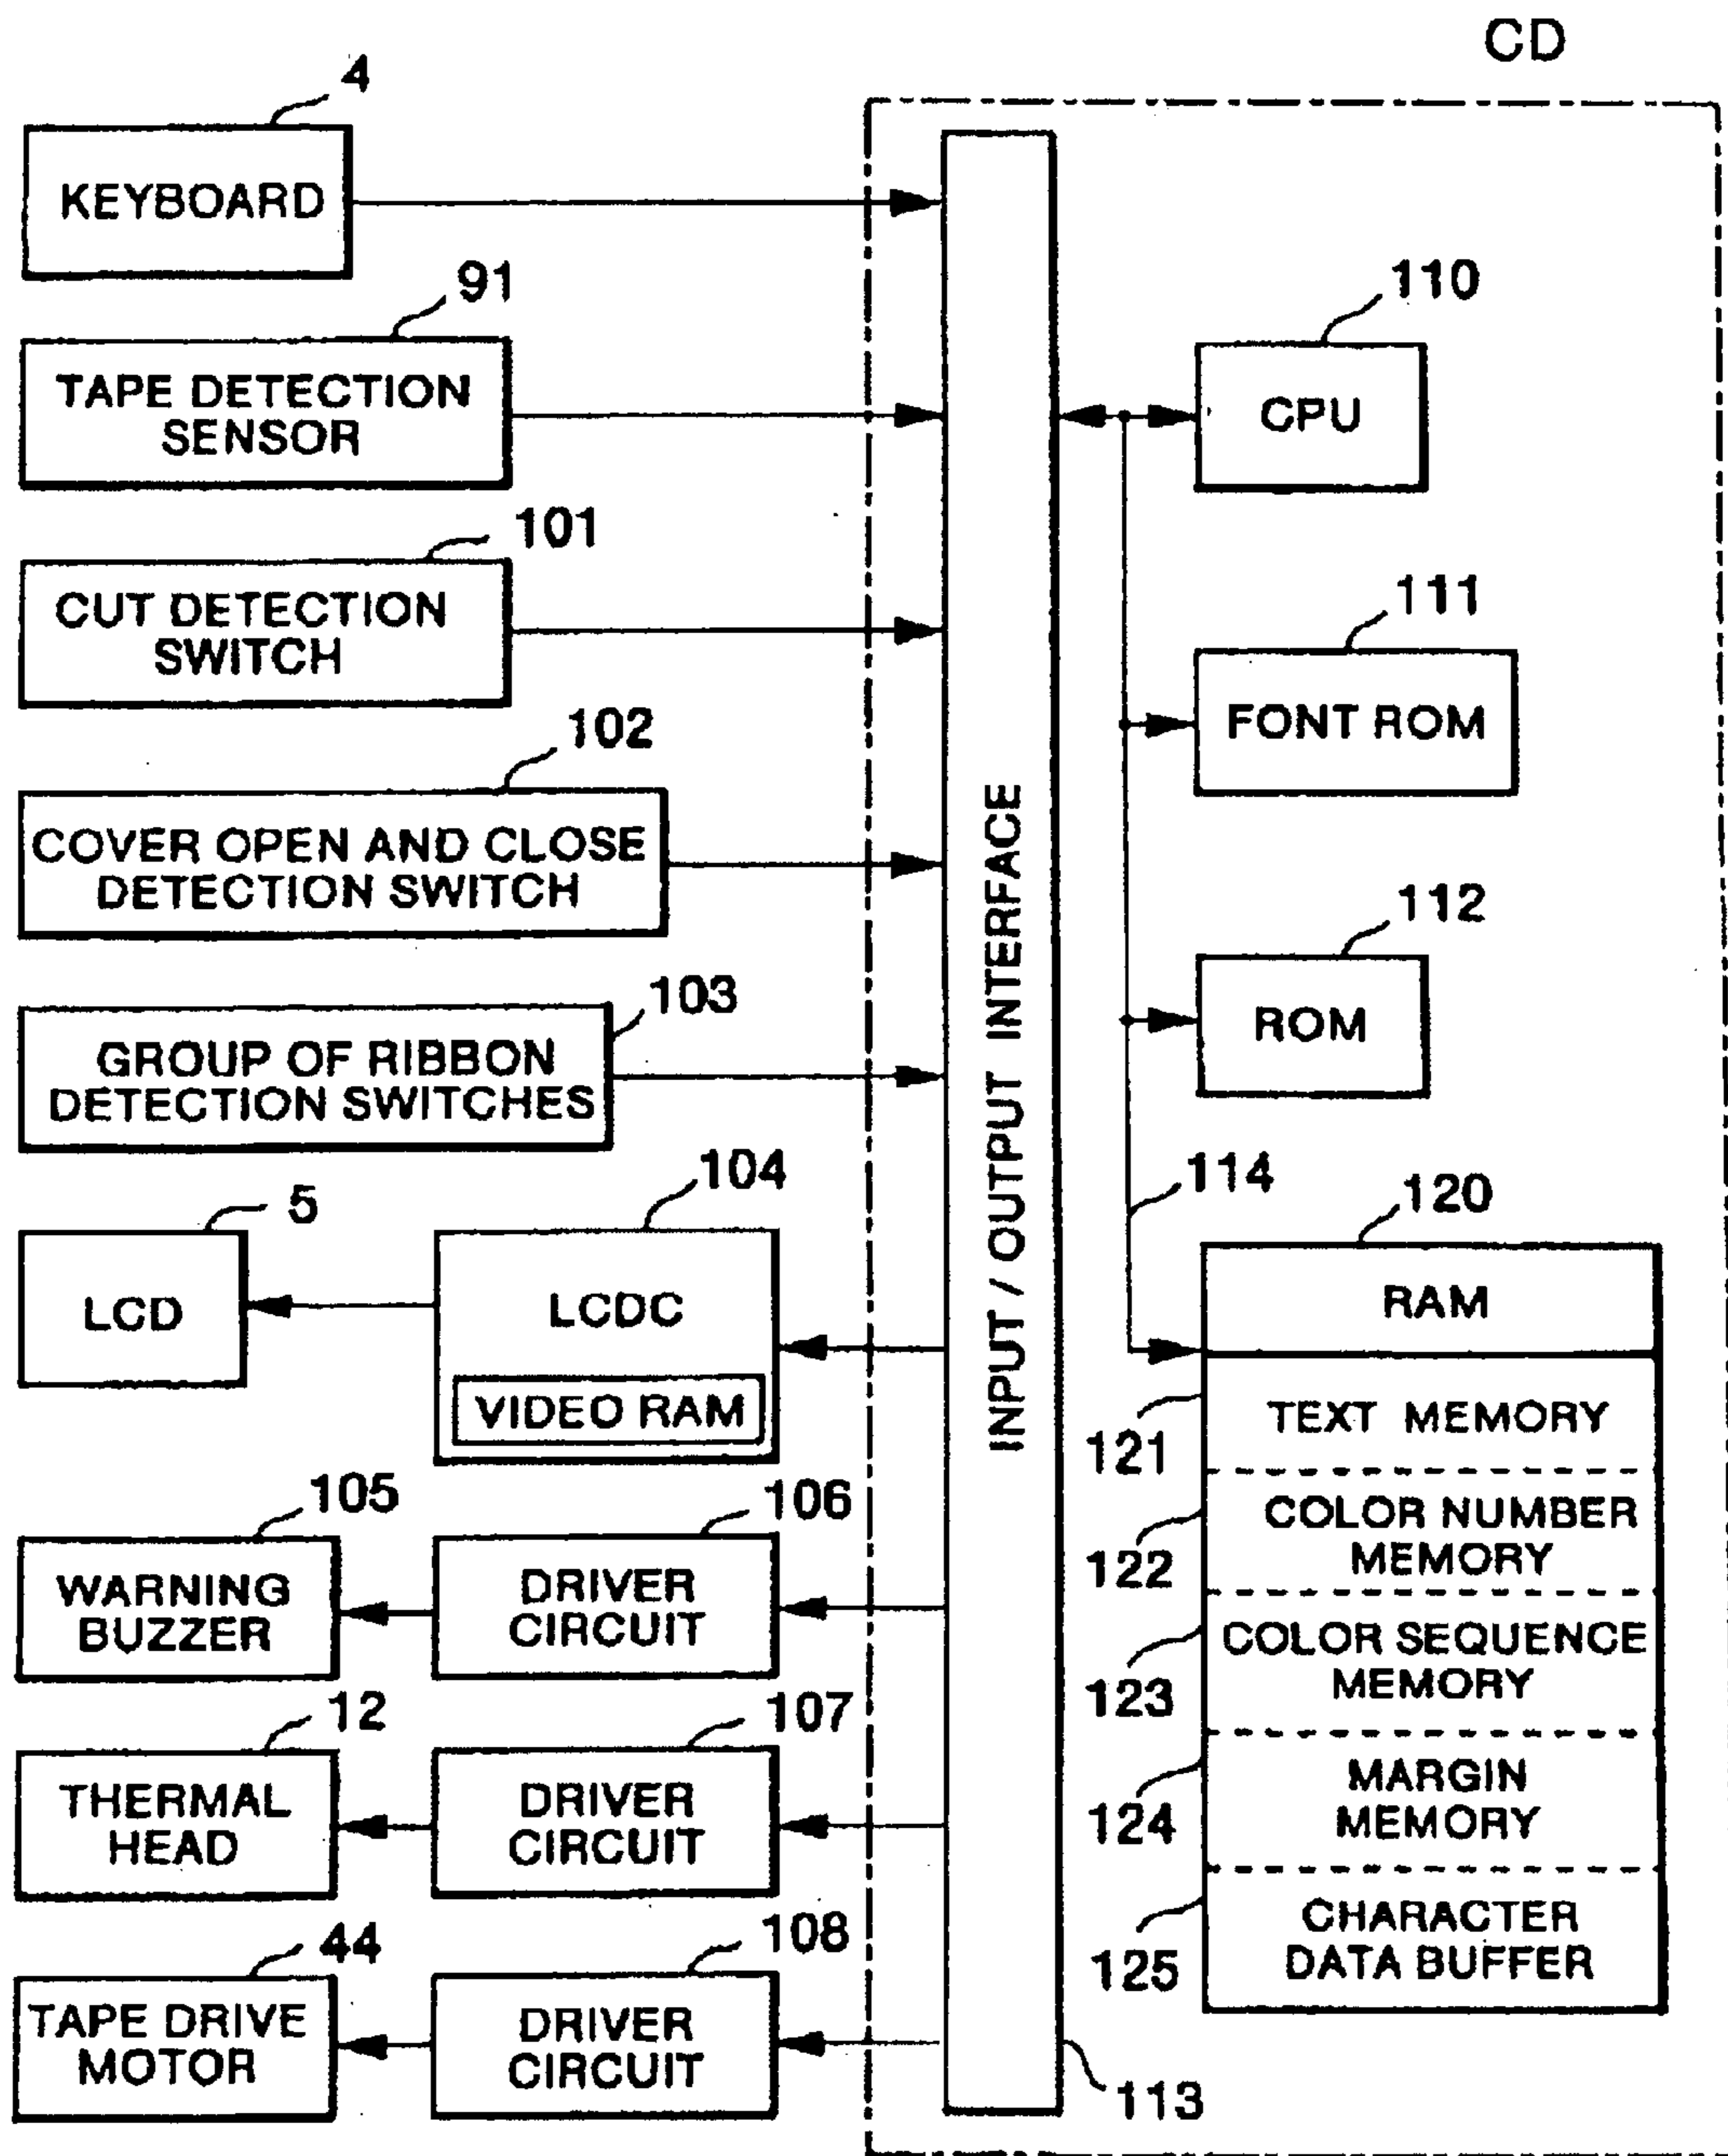 CD
4
KEYBOARD
91
TAPE DETECTION
SENSOR
101
CUT DETECTION
SWITCH
102
COVER OPEN AND CLOSE
DETECTION SWITCH
103
GROUP OF RIBBON
DETECTION SWITCHES
5
LCD
104
LCDC
VIDEO RAM
105
WARNING
BUZZER
106
DRIVER
CIRCUIT
12
THERMAL
HEAD
107
DRIVER
CIRCUIT
44
TAPE DRIVE
MOTOR
108
DRIVER
CIRCUIT
INPUT / OUTPUT INTERFACE
113
110
CPU
111
FONT ROM
112
ROM
114
120
RAM
121
TEXT MEMORY
122
COLOR NUMBER
MEMORY
123
COLOR SEQUENCE
MEMORY
124
MARGIN
MEMORY
125
CHARACTER
DATA BUFFER